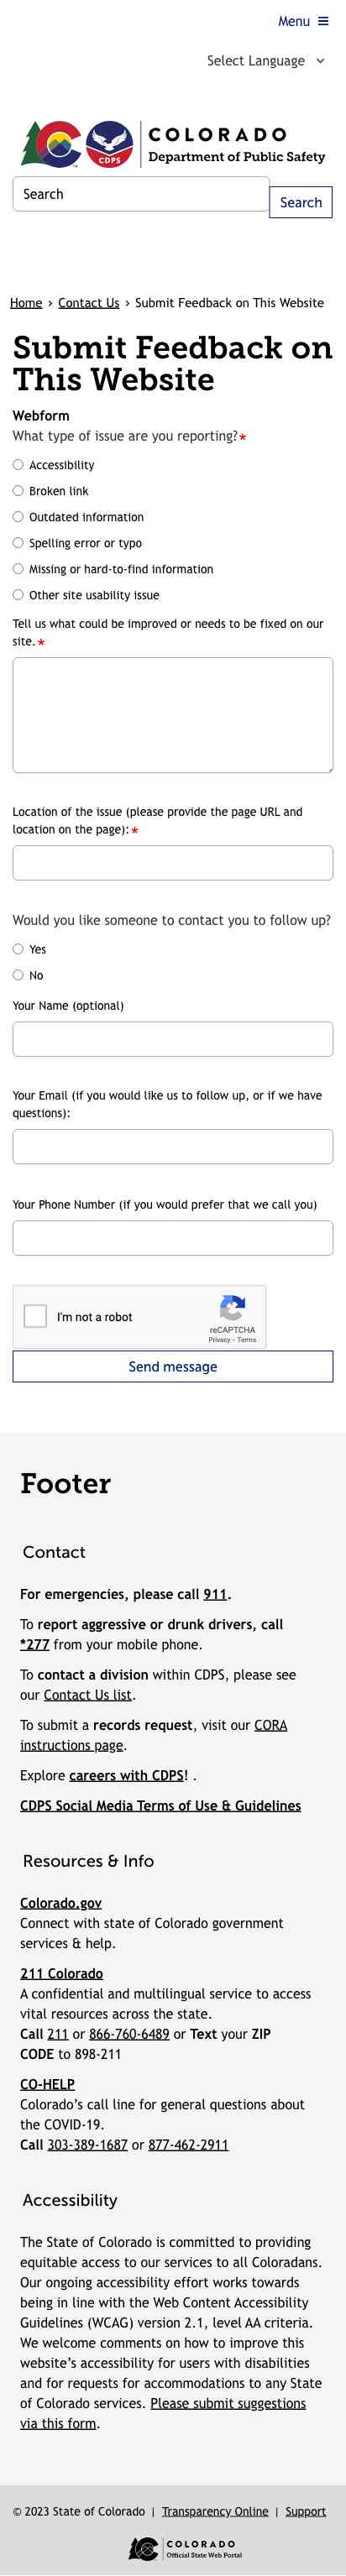 Menu
Select Language
COLORADO
CDPS
Department of Public Safety
Search
Search
Home › Contact Us › Submit Feedback on This Website
Submit Feedback on
This Website
Webform
What type of issue are you reporting?*
Accessibility
Broken link
Outdated information
Spelling error or typo
Missing or hard-to-find information
Other site usability issue
Tell us what could be improved or needs to be fixed on our
site.*
Location of the issue (please provide the page URL and
location on the page):*
Would you like someone to contact you to follow up?
Yes
No
Your Name (optional)
Your Email (if you would like us to follow up, or if we have
questions):
Your Phone Number (if you would prefer that we call you)
I'm not a robot
reCAPTCHA
Privacy - Terms
Send message
Footer
Contact
For emergencies, please call 911.
To report aggressive or drunk drivers, call
*277 from your mobile phone.
To contact a division within CDPS, please see
our Contact Us list.
To submit a records request, visit our CORA
instructions page.
Explore careers with CDPS! .
CDPS Social Media Terms of Use & Guidelines
Resources & Info
Colorado.gov
Connect with state of Colorado government
services & help.
211 Colorado
A confidential and multilingual service to access
vital resources across the state.
Call 211 or 866-760-6489 or Text your ZIP
CODE to 898-211
CO-HELP
Colorado’s call line for general questions about
the COVID-19.
Call 303-389-1687 or 877-462-2911
Accessibility
The State of Colorado is committed to providing
equitable access to our services to all Coloradans.
Our ongoing accessibility effort works towards
being in line with the Web Content Accessibility
Guidelines (WCAG) version 2.1, level AA criteria.
We welcome comments on how to improve this
website’s accessibility for users with disabilities
and for requests for accommodations to any State
of Colorado services. Please submit suggestions
via this form.
© 2023 State of Colorado | Transparency Online | Support
COLORADO
Official State Web Portal